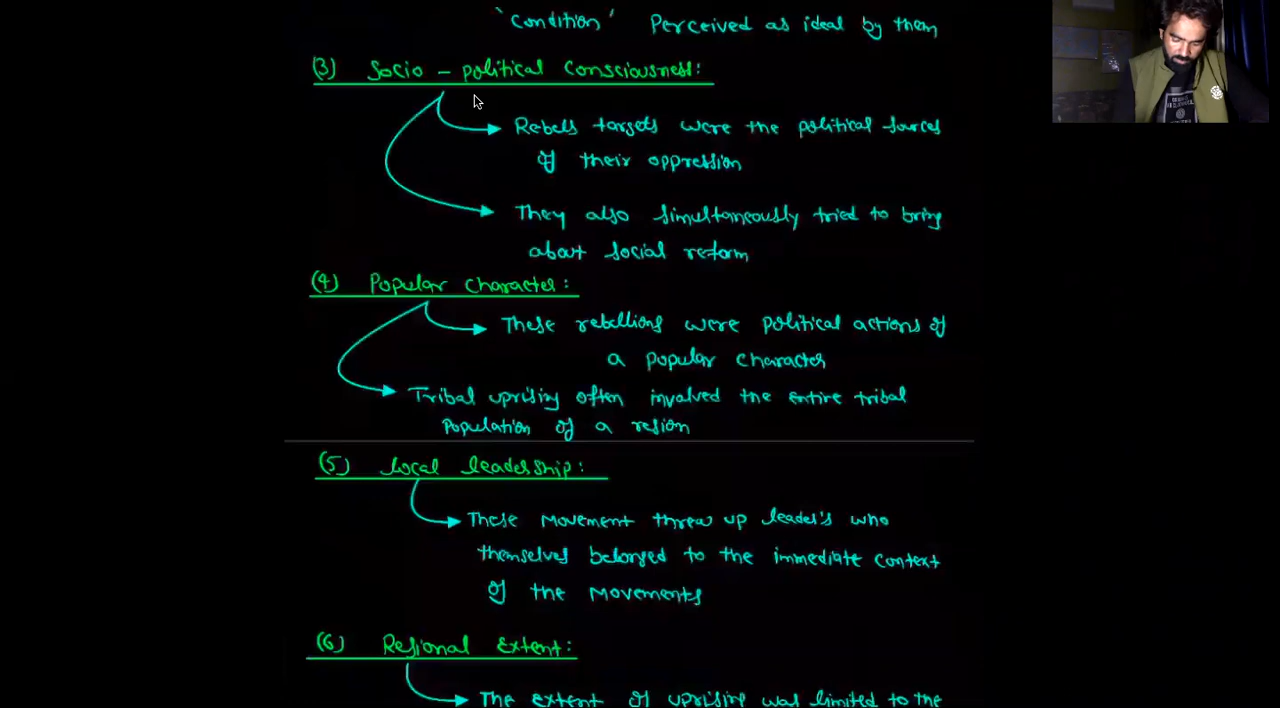 'Condition' Perceived as ideal by them
(3) Socio - political Consciousness:
Rebels targets were the political sources
of their oppression
They also simultaneously tried to bring
about social reform
(4) Popular Character:
These rebellions were political actions of
a popular character
Tribal uprising often involved the entire tribal
Population of a region
(5) Local leadership:
These movement threw up leader's who
themselves belonged to the immediate context
of the movements
(6) Regional Extent:
The extent of uprising was limited to the